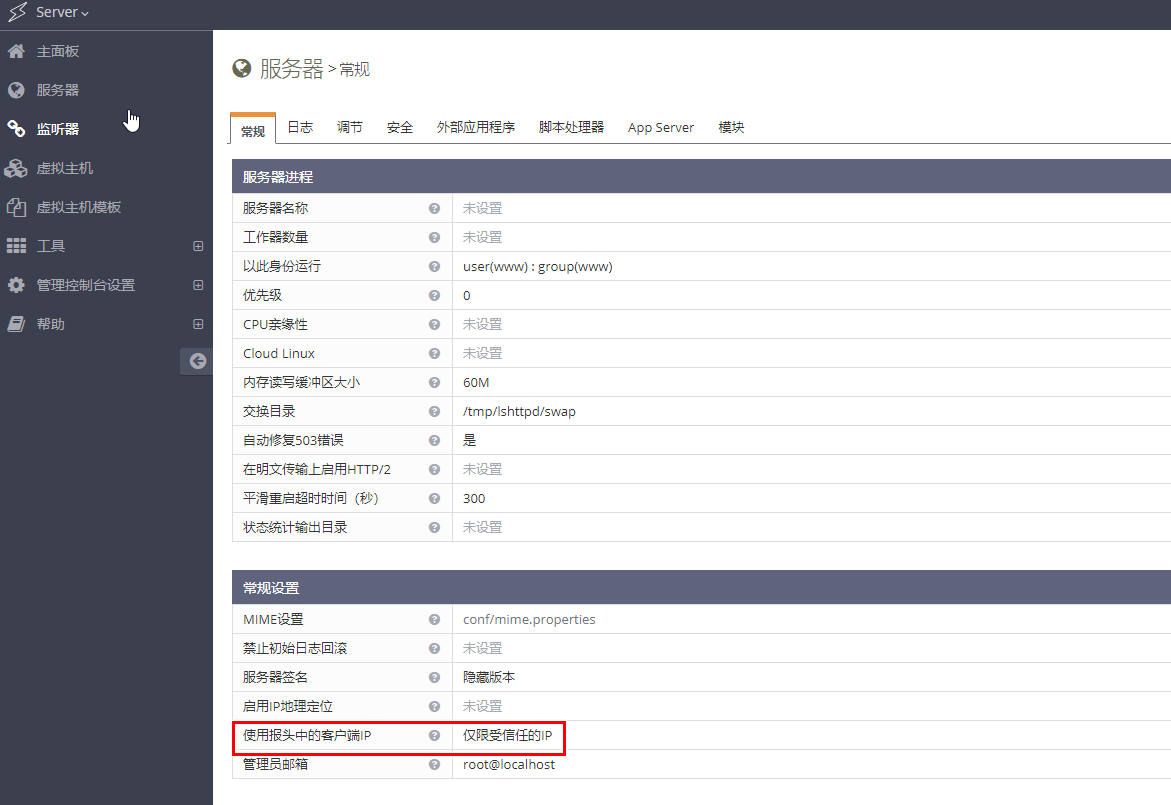 Server
主面板
服务器
监听器
虚拟主机
虚拟主机模板
工具
管理控制台设置
帮助
服务器 > 常规
常规 日志 调节 安全 外部应用程序 脚本处理器 App Server 模块
服务器进程
服务器名称 未设置
工作器数量 未设置
以此身份运行 user(www) : group(www)
优先级 0
CPU亲缘性 未设置
Cloud Linux 未设置
内存读写缓冲区大小 60M
交换目录 /tmp/lshttpd/swap
自动修复503错误 是
在明文传输上启用HTTP/2 未设置
平滑重启超时时间（秒） 300
状态统计输出目录 未设置
常规设置
MIME设置 conf/mime.properties
禁止初始日志回滚 未设置
服务器签名 隐藏版本
启用IP地理定位 未设置
使用报头中的客户端IP 仅限受信任的IP
管理员邮箱 root@localhost